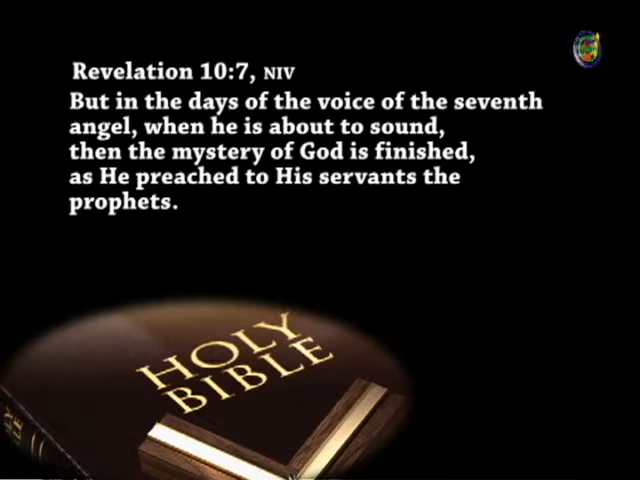 Revelation 10:7, NIV
But in the days of the voice of the seventh
angel, when he is about to sound,
then the mystery of God is finished,
as He preached to His servants the
prophets.
HOLY
BIBLE